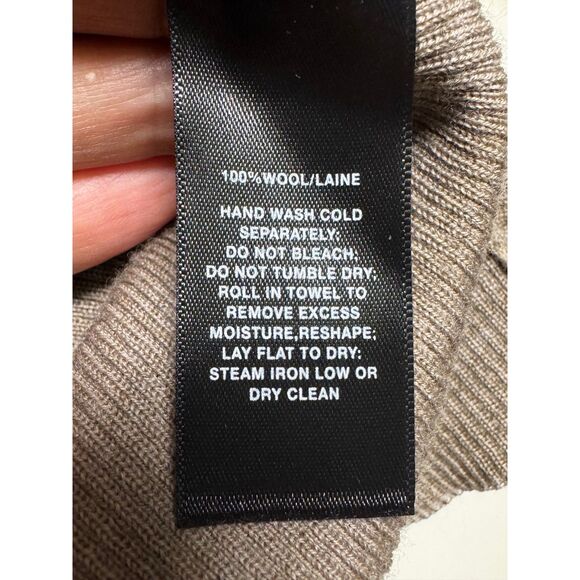 100%WOOL/LAINE
HAND WASH COLD
SEPARATELY.
DO NOT BLEACH.
DO NOT TUMBLE DRY.
ROLL IN TOWEL TO
REMOVE EXCESS
MOISTURE,RESHAPE;
LAY FLAT TO DRY:
STEAM IRON LOW OR
DRY CLEAN